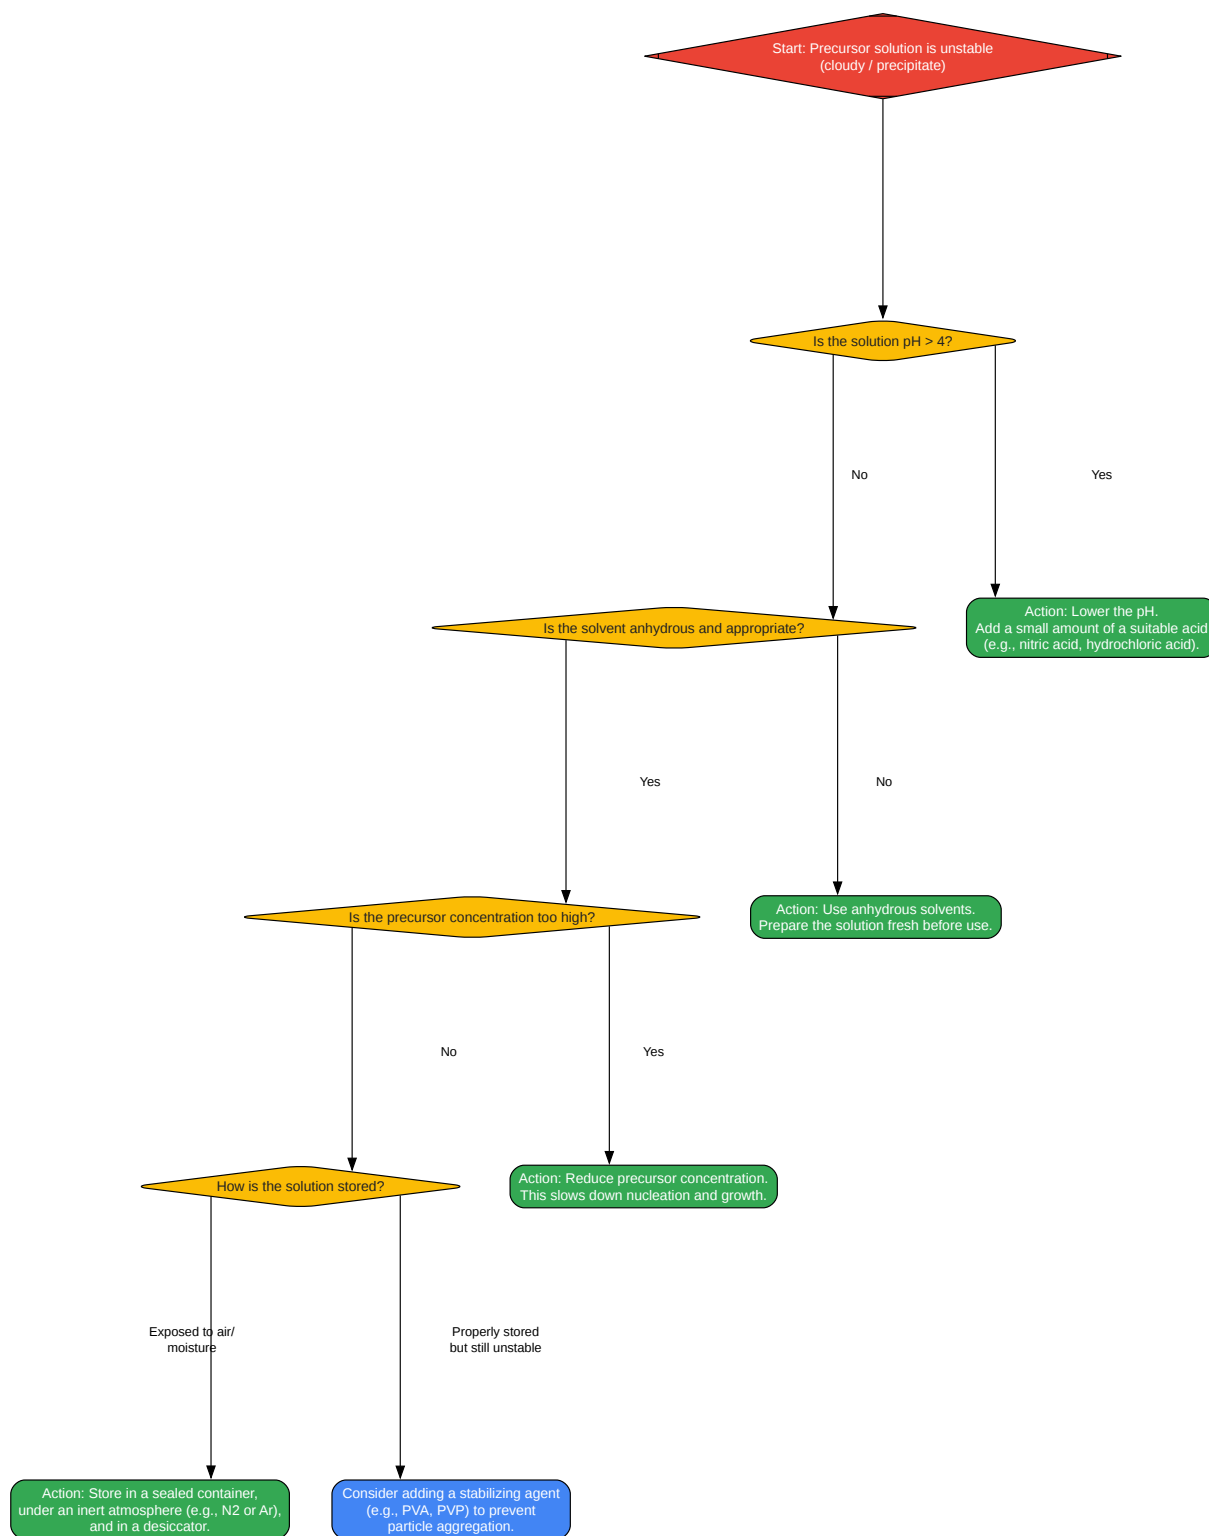 Start: Precursor solution is unstable
(cloudy / precipitate)
Is the solution pH > 4?
No
Yes
Action: Lower the pH.
Add a small amount of a suitable acid
(e.g., nitric acid, hydrochloric acid).
Is the solvent anhydrous and appropriate?
Yes
No
Action: Use anhydrous solvents.
Prepare the solution fresh before use.
Is the precursor concentration too high?
No
Yes
Action: Reduce precursor concentration.
This slows down nucleation and growth.
How is the solution stored?
Exposed to air/
moisture
Properly stored
but still unstable
Action: Store in a sealed container,
under an inert atmosphere (e.g., N2 or Ar),
and in a desiccator.
Consider adding a stabilizing agent
(e.g., PVA, PVP) to prevent
particle aggregation.